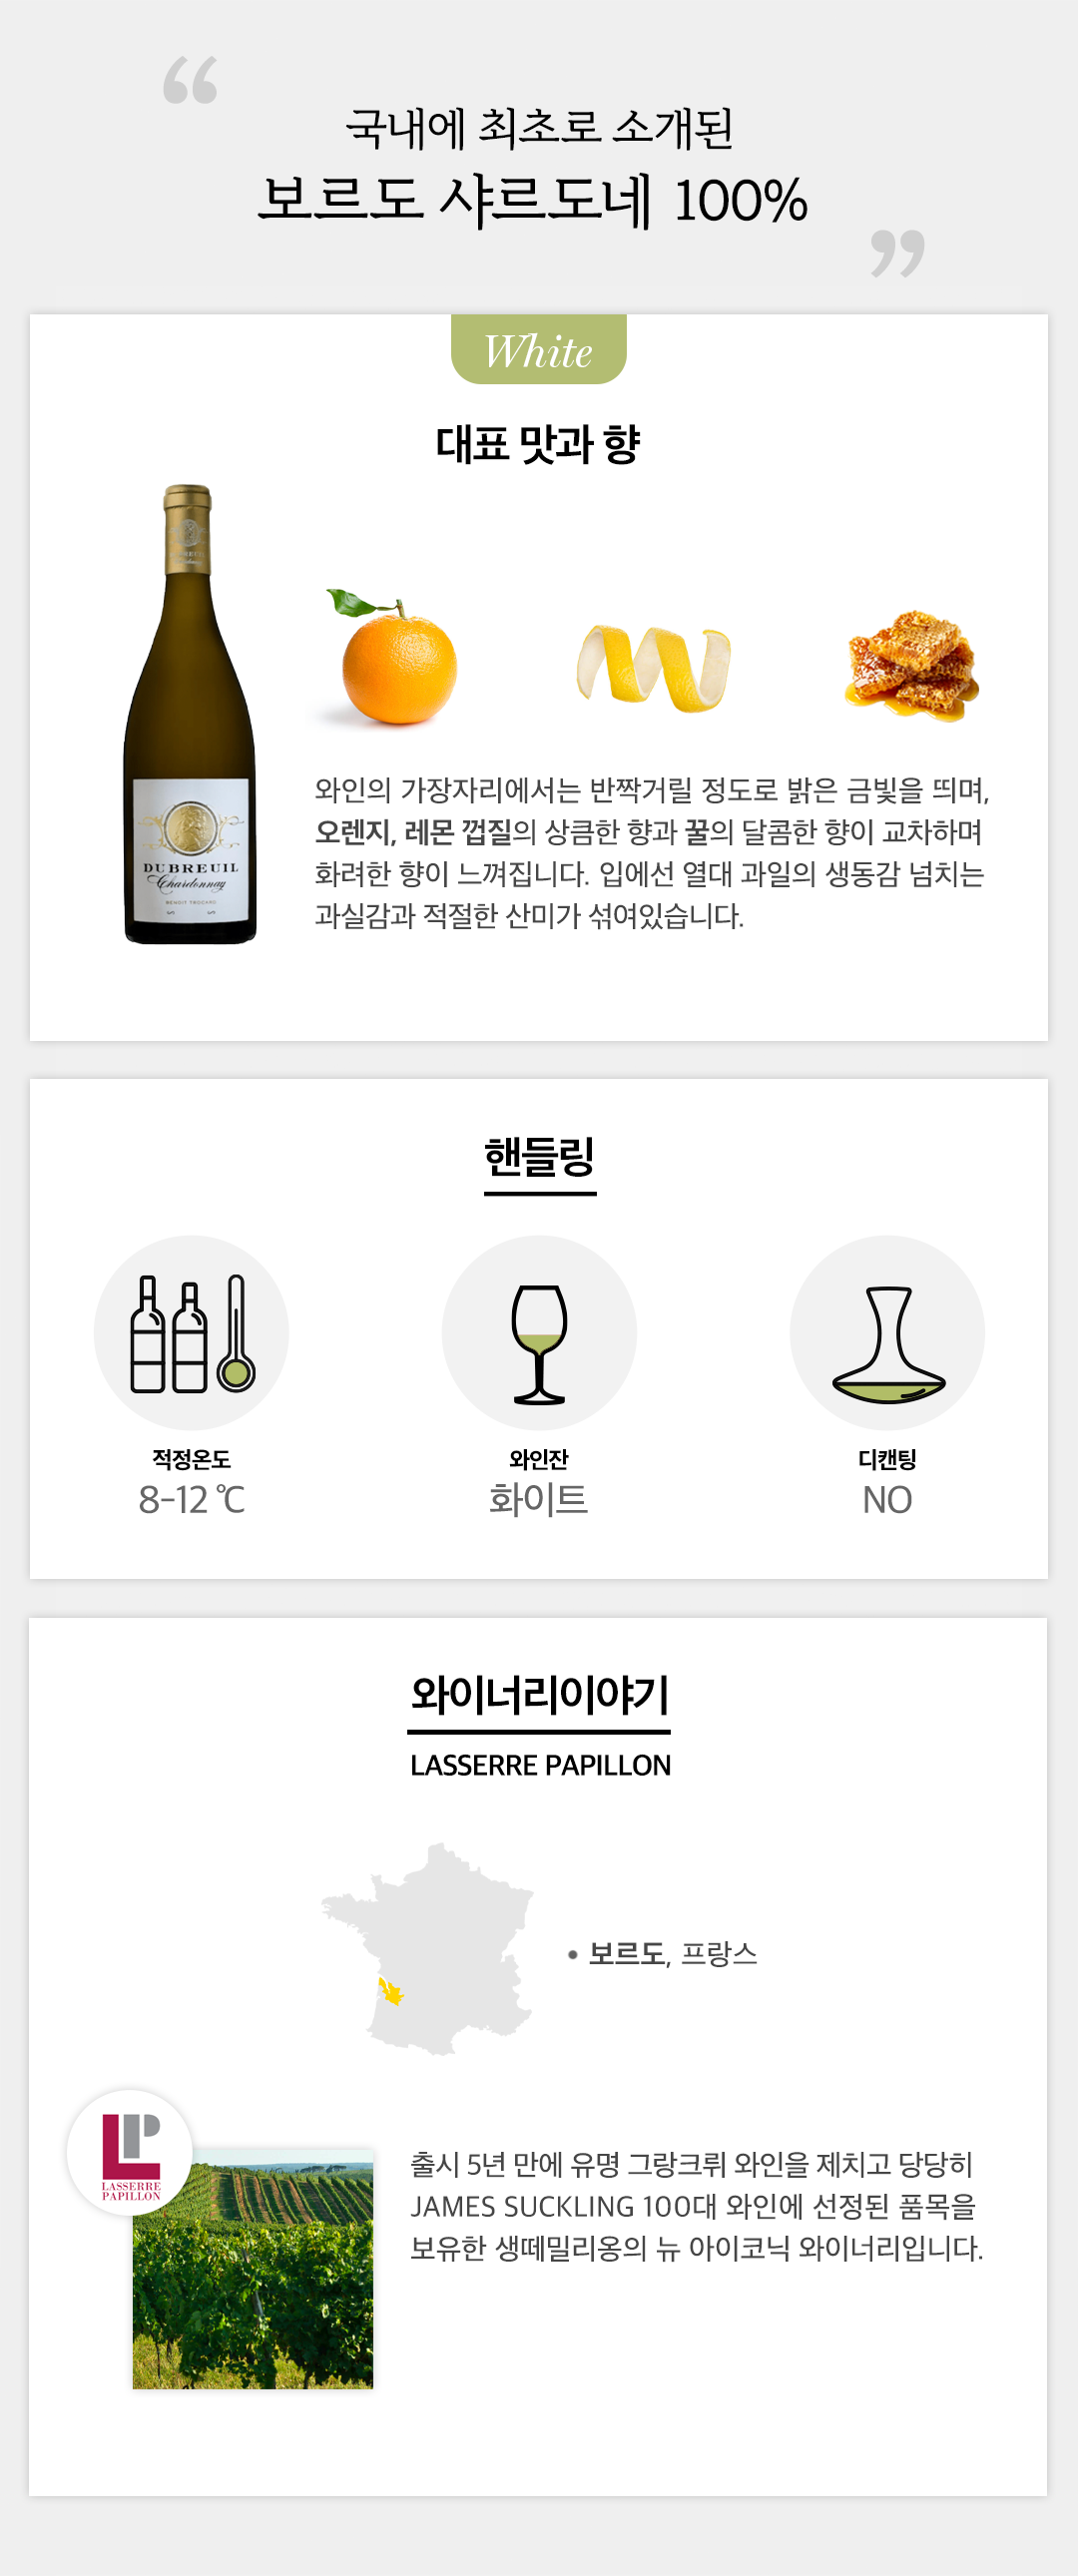 “
국내에 최초로 소개된
보르도 샤르도네 100%
”
White
대표 맛과 향
DUBREUIL
Chardonnay
BENOIT TROCARD
와인의 가장자리에서는 반짝거릴 정도로 밝은 금빛을 띄며,
오렌지, 레몬 껍질의 상큼한 향과 꿀의 달콤한 향이 교차하며
화려한 향이 느껴집니다. 입에선 열대 과일의 생동감 넘치는
과실감과 적절한 산미가 섞여있습니다.
핸들링
적정온도
8-12 ℃
와인잔
화이트
디캔팅
NO
와이너리이야기
LASSERRE PAPILLON
• 보르도, 프랑스
LP
LASSERRE
PAPILLON
출시 5년 만에 유명 그랑크뤼 와인을 제치고 당당히
JAMES SUCKLING 100대 와인에 선정된 품목을
보유한 생떼밀리옹의 뉴 아이코닉 와이너리입니다.